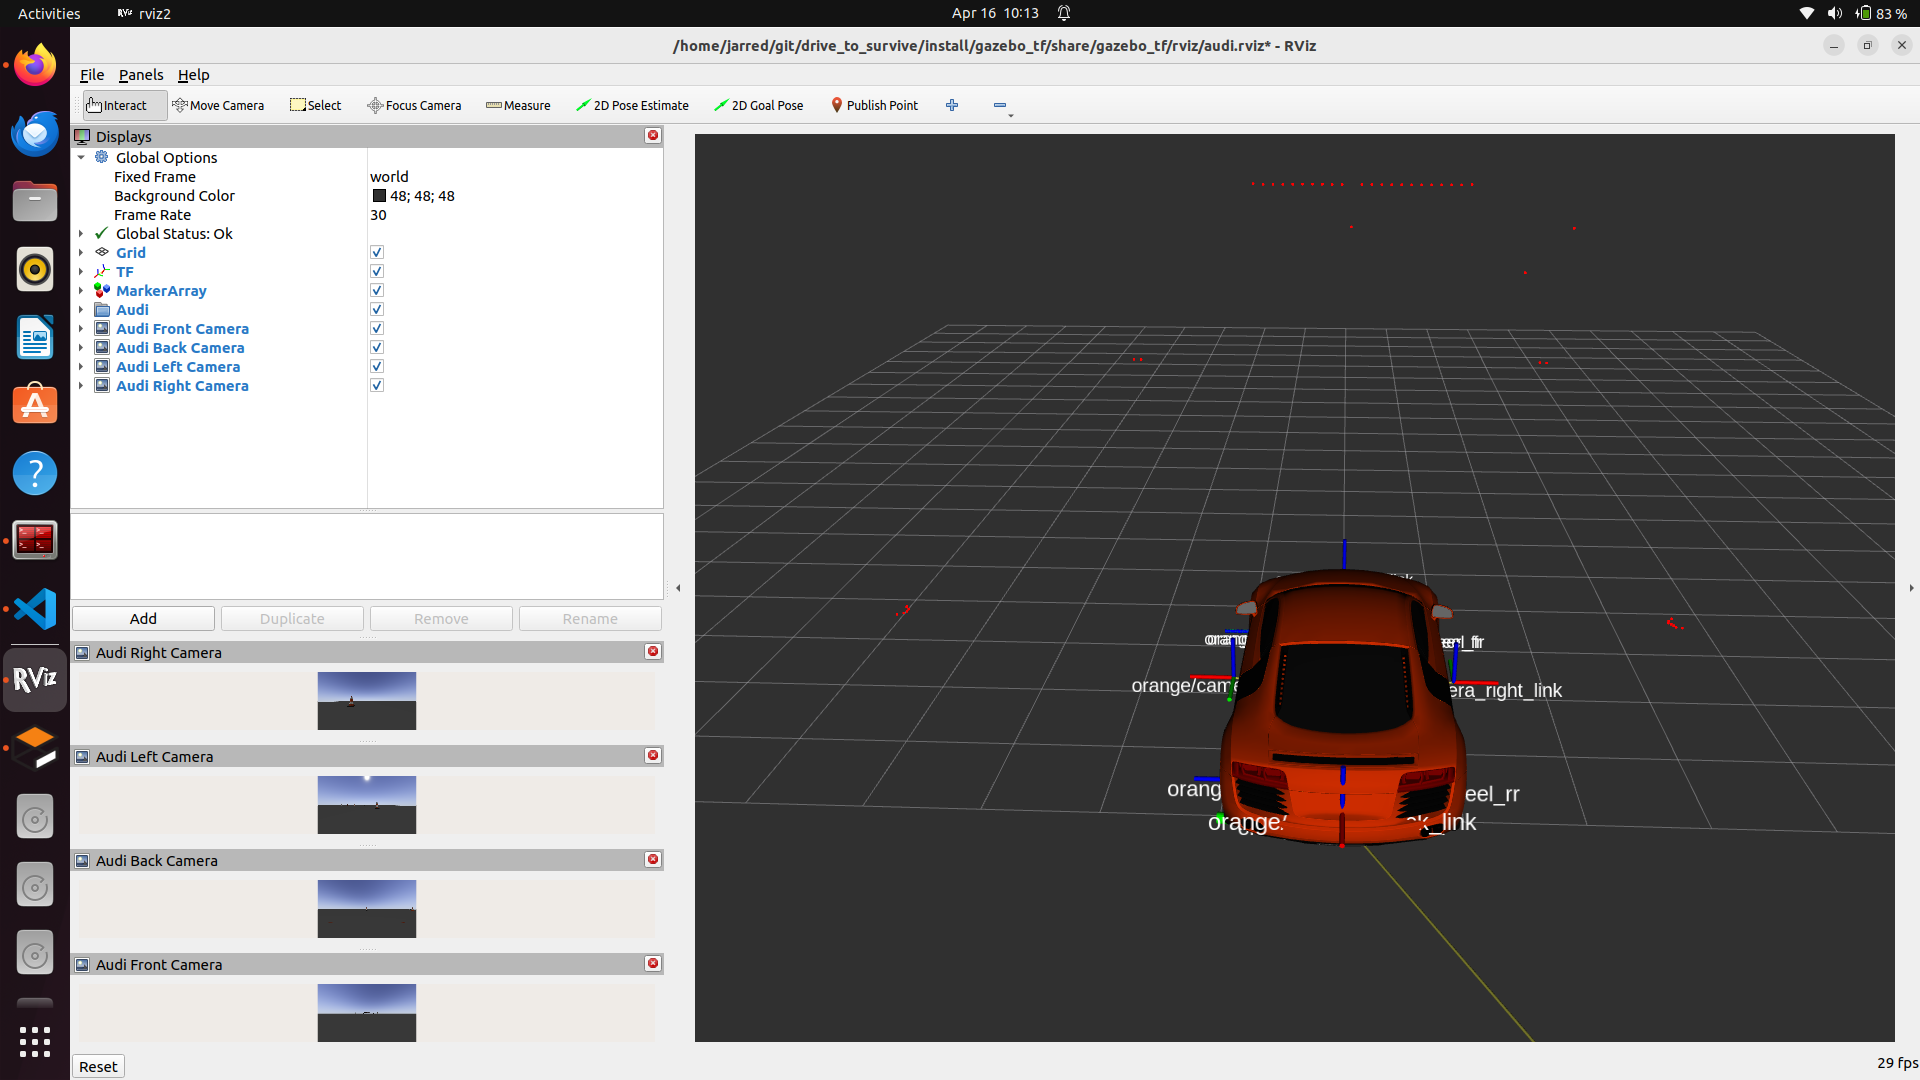 Activities
RViz rviz2
Apr 16 10:13
83 %
/home/jarred/git/drive_to_survive/install/gazebo_tf/share/gazebo_tf/rviz/audi.rviz* - RViz
File Panels Help
Interact Move Camera Select Focus Camera Measure 2D Pose Estimate 2D Goal Pose Publish Point
Displays
Global Options
Fixed Frame world
Background Color 48; 48; 48
Frame Rate 30
Global Status: Ok
Grid
TF
MarkerArray
Audi
Audi Front Camera
Audi Back Camera
Audi Left Camera
Audi Right Camera
Add Duplicate Remove Rename
Audi Right Camera
Audi Left Camera
Audi Back Camera
Audi Front Camera
RViz
Reset
29 fps
orange/came
era_right_link
orang
eel_rr
orange/
k_link